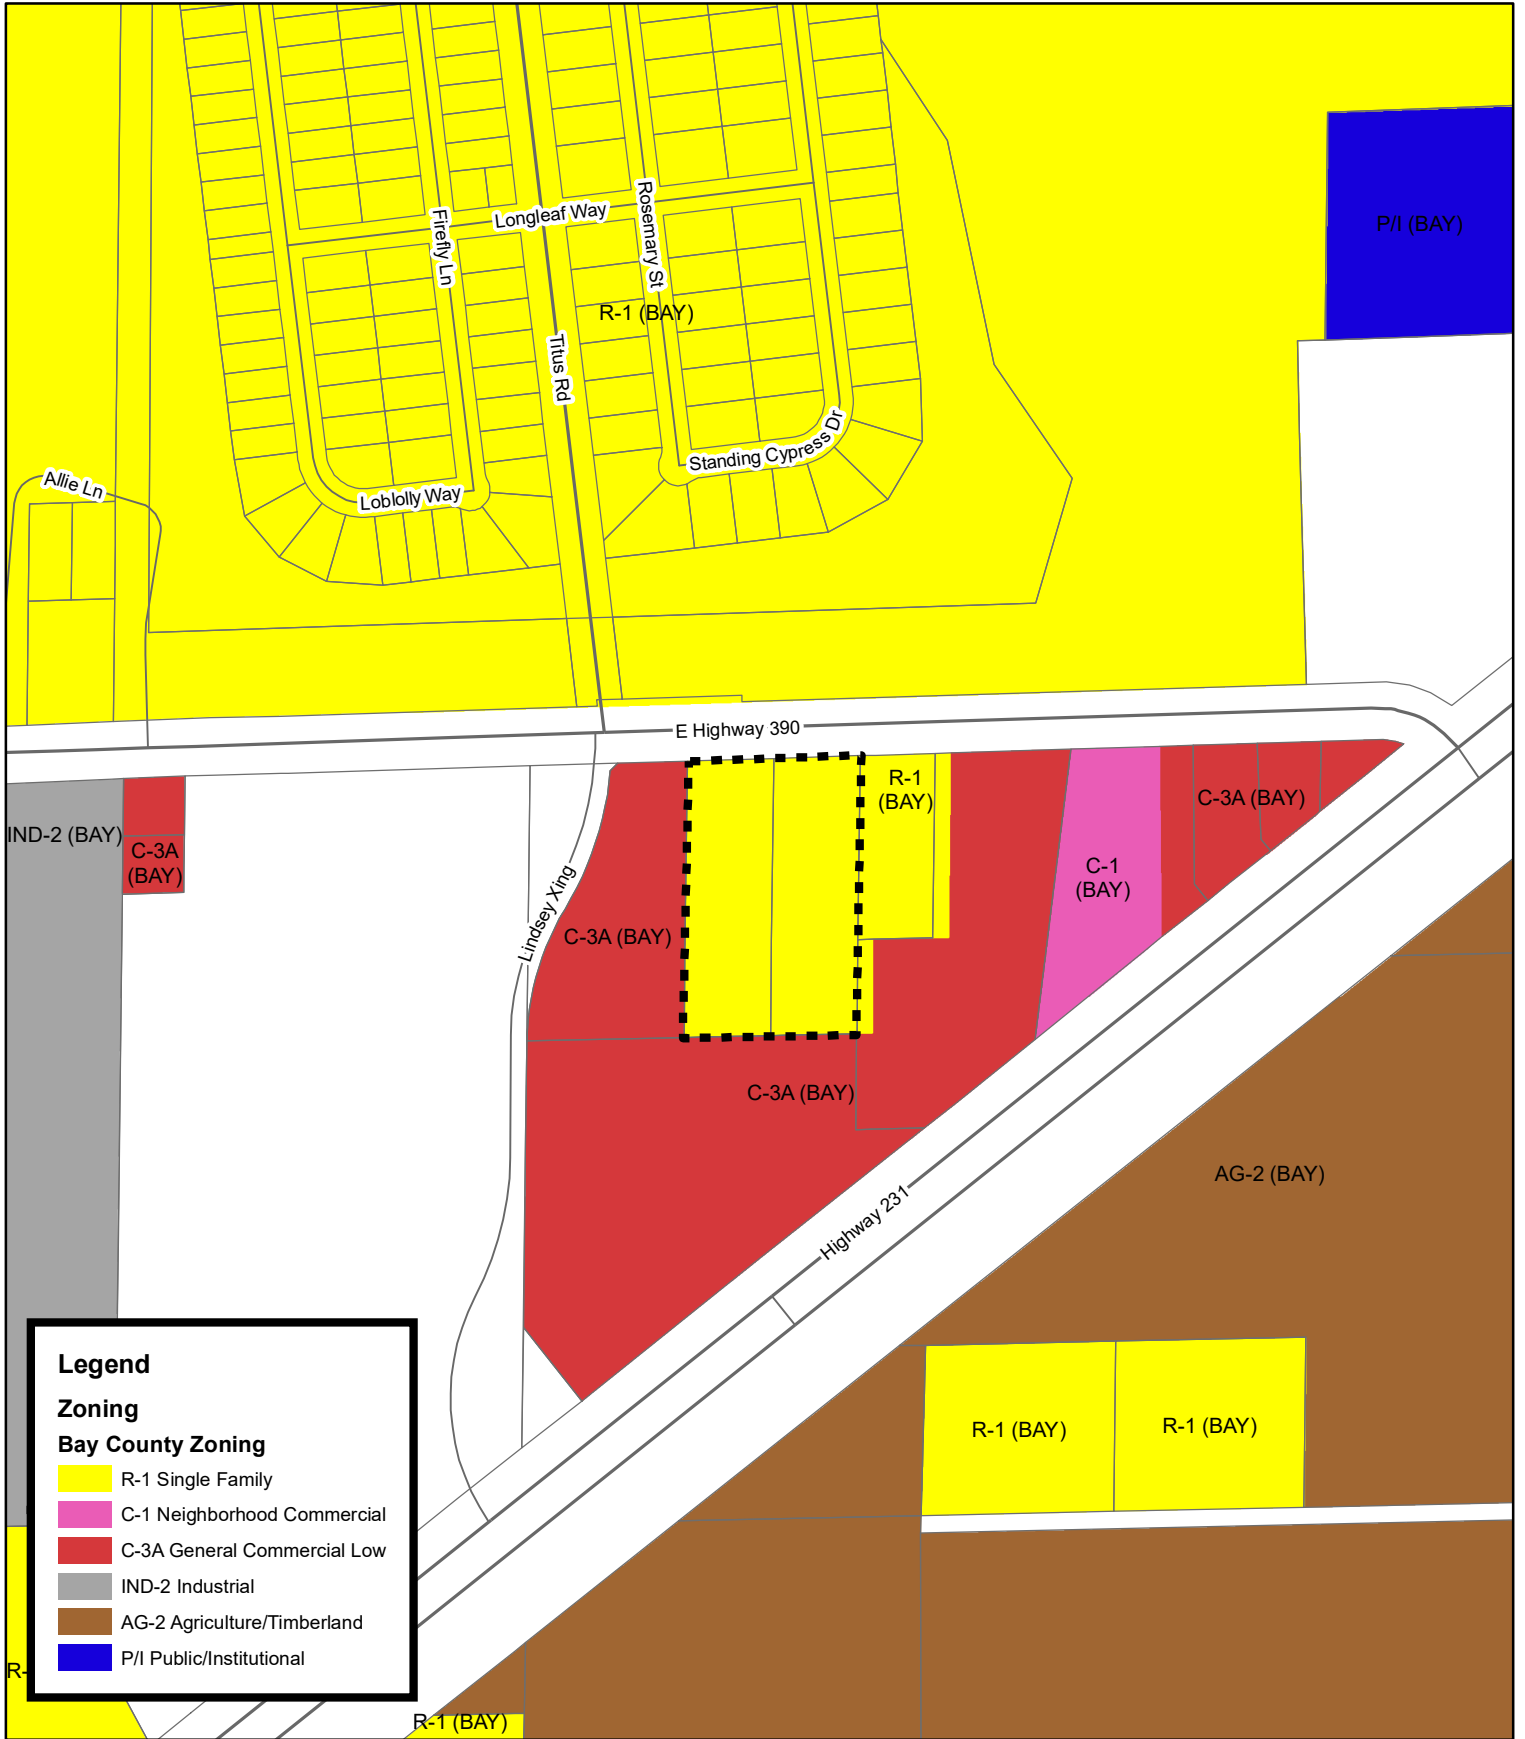 P/I (BAY)
Longleaf Way
Firefly Ln
Rosemary St
R-1 (BAY)
Titus Rd
Standing Cypress Dr
Allie Ln
Loblolly Way
E Highway 390
R-1
(BAY)
C-3A (BAY)
IND-2 (BAY)
C-3A
(BAY)
C-1
(BAY)
Lindsey Xing
C-3A (BAY)
C-3A (BAY)
AG-2 (BAY)
Highway 231
R-1 (BAY)
R-1 (BAY)
Legend
Zoning
Bay County Zoning
R-1 Single Family
C-1 Neighborhood Commercial
C-3A General Commercial Low
IND-2 Industrial
AG-2 Agriculture/Timberland
P/I Public/Institutional
R-
R-1 (BAY)